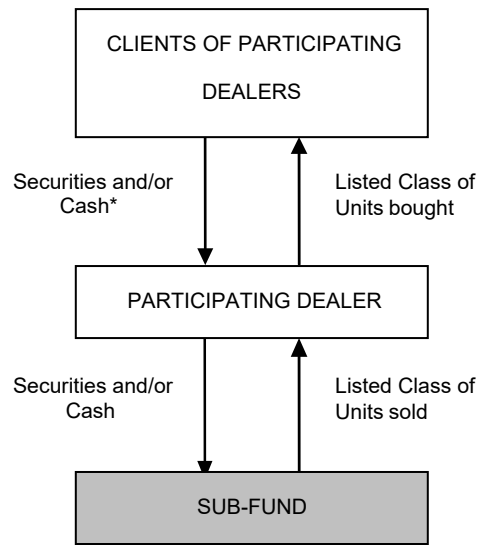 CLIENTS OF PARTICIPATING
DEALERS
Securities and/or
Cash*
Listed Class of
Units bought
PARTICIPATING DEALER
Securities and/or
Cash
Listed Class of
Units sold
SUB-FUND